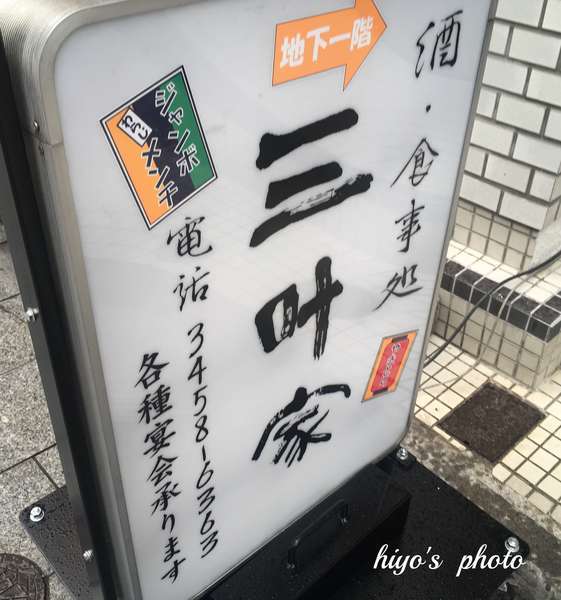 地下一階
酒・食事処
三叶家
ジャンボ
メンチ
電話 3458-6363
各種宴会承ります
hiyo's photo